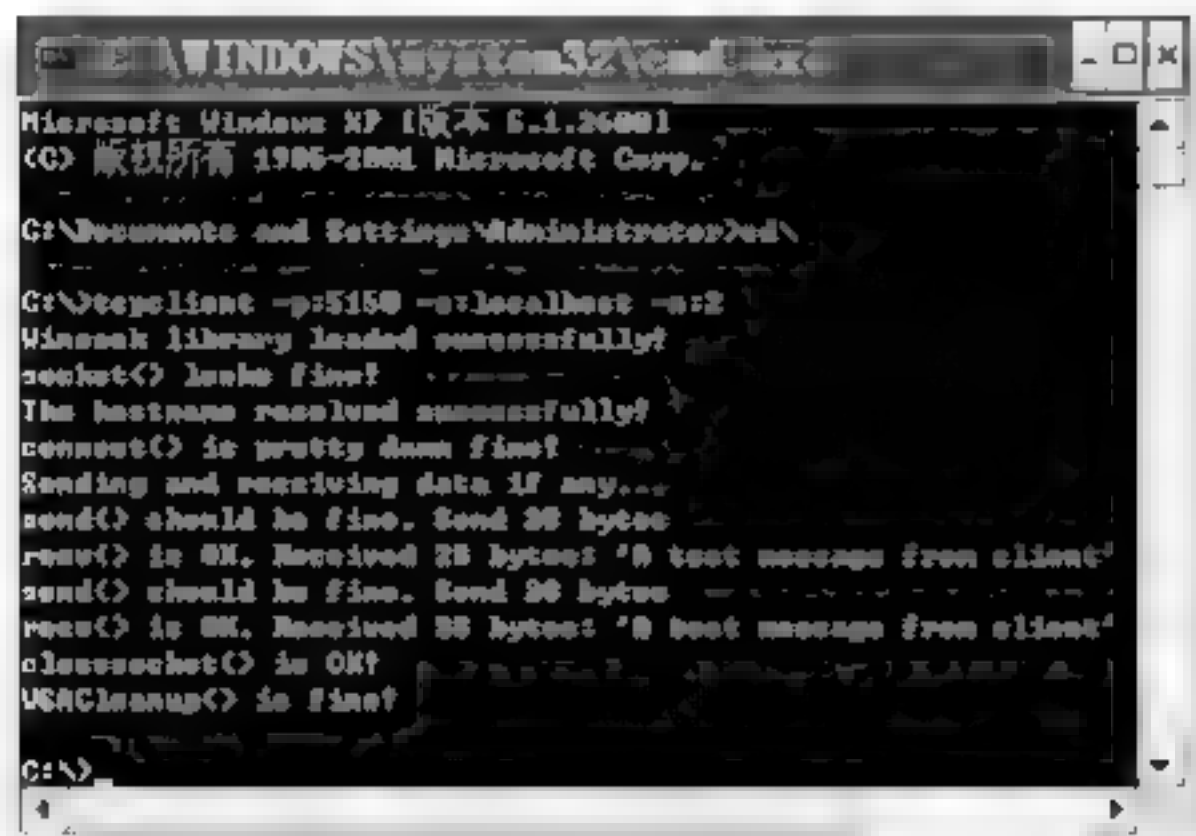 C:\WINDOWS\system32\cmd.exe
Microsoft Windows XP [版本 5.1.2600]
(C) 版权所有 1985-2001 Microsoft Corp.
C:\Documents and Settings\Administrator>cd\
C:\>tcpclient -p:5150 -s:localhost -n:2
Winsock library loaded successfully!
socket() looks fine!
The hostname resolved successfully!
connect() is pretty damn fine!
Sending and receiving data if any...
send() should be fine. Send bytes
recv() is OK. Received bytes: "A test message from client"
send() should be fine. Send bytes
recv() is OK. Received bytes: "A test message from client"
closesocket() is OK!
WSACleanup() is fine!
C:\>_